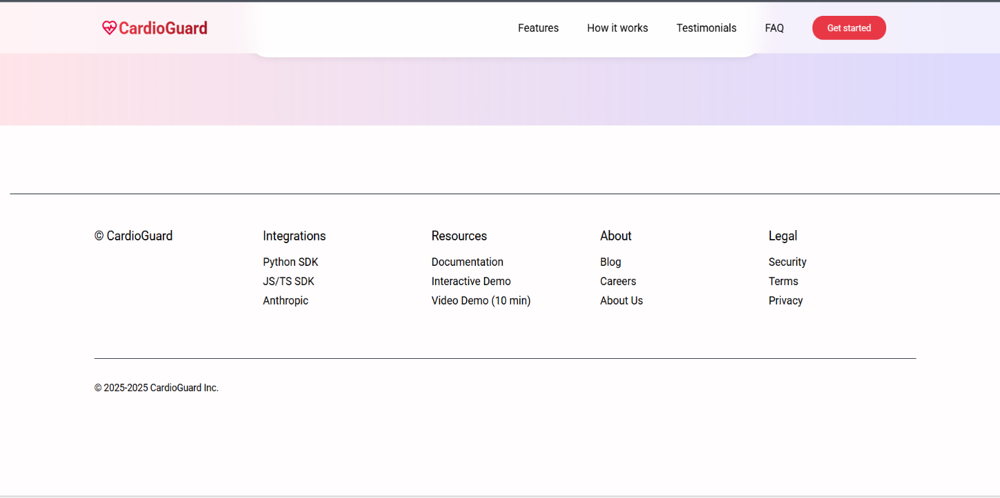 CardioGuard
Features How it works Testimonials FAQ Get started
© CardioGuard
Integrations
Python SDK
JS/TS SDK
Anthropic
Resources
Documentation
Interactive Demo
Video Demo (10 min)
About
Blog
Careers
About Us
Legal
Security
Terms
Privacy
© 2025-2025 CardioGuard Inc.